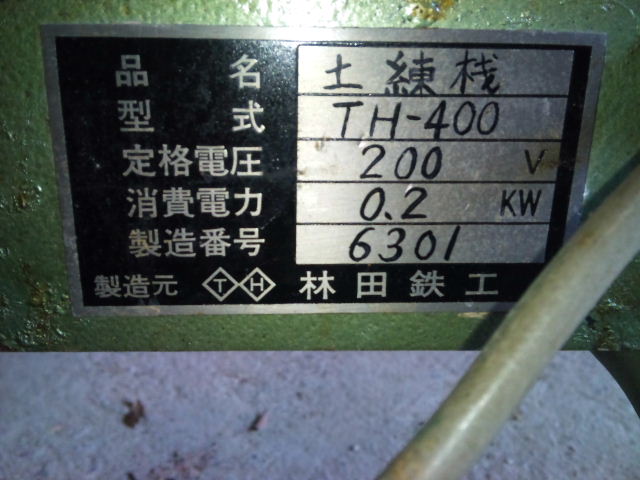 品名 土練桟
型式 TH-400
定格電圧 200 V
消費電力 0.2 KW
製造番号 6301
製造元 TH 林田鉄工